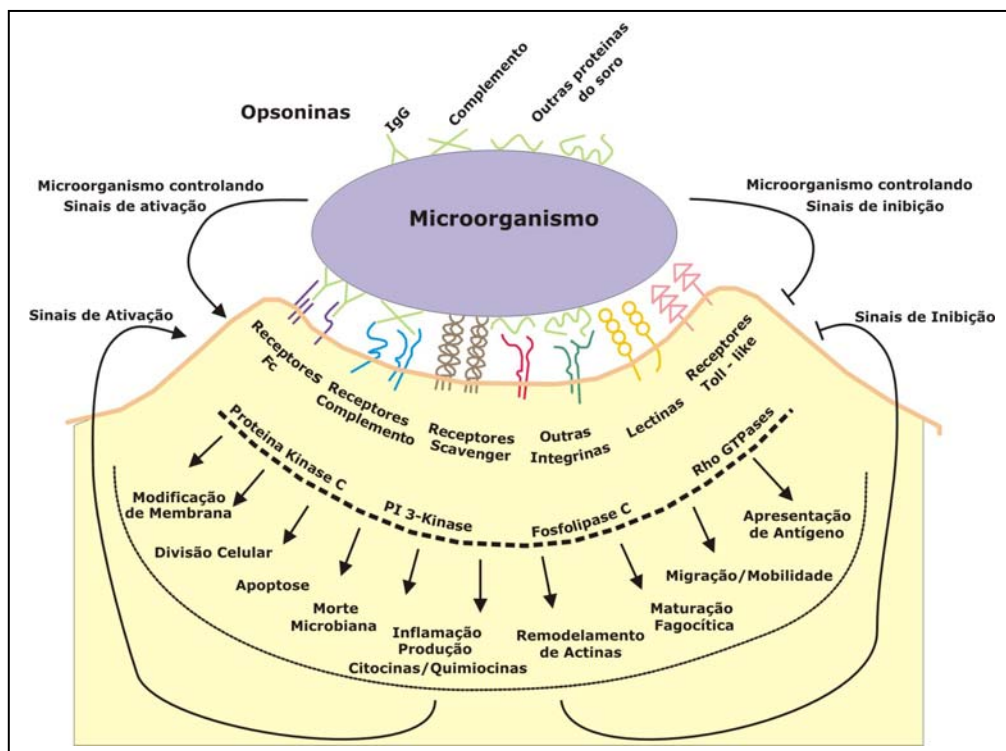 Opsoninas
IgG
Complemento
Outras proteinas
do soro
Microorganismo controlando
Sinais de ativação
Microorganismo
Microorganismo controlando
Sinais de inibição
Sinais de Ativação
Sinais de Inibição
Receptores
Fc
Receptores
Complemento
Receptores
Scavenger
Outras
Integrinas
Lectinas
Receptores
Toll - like
Proteina Kinase C
PI 3-Kinase
Fosfolipase C
Rho GTPases
Modificação
de Membrana
Divisão Celular
Apoptose
Morte
Microbiana
Inflamação
Produção
Citocinas/Quimiocinas
Remodelamento
de Actinas
Maturação
Fagocítica
Migração/Mobilidade
Apresentação
de Antígeno